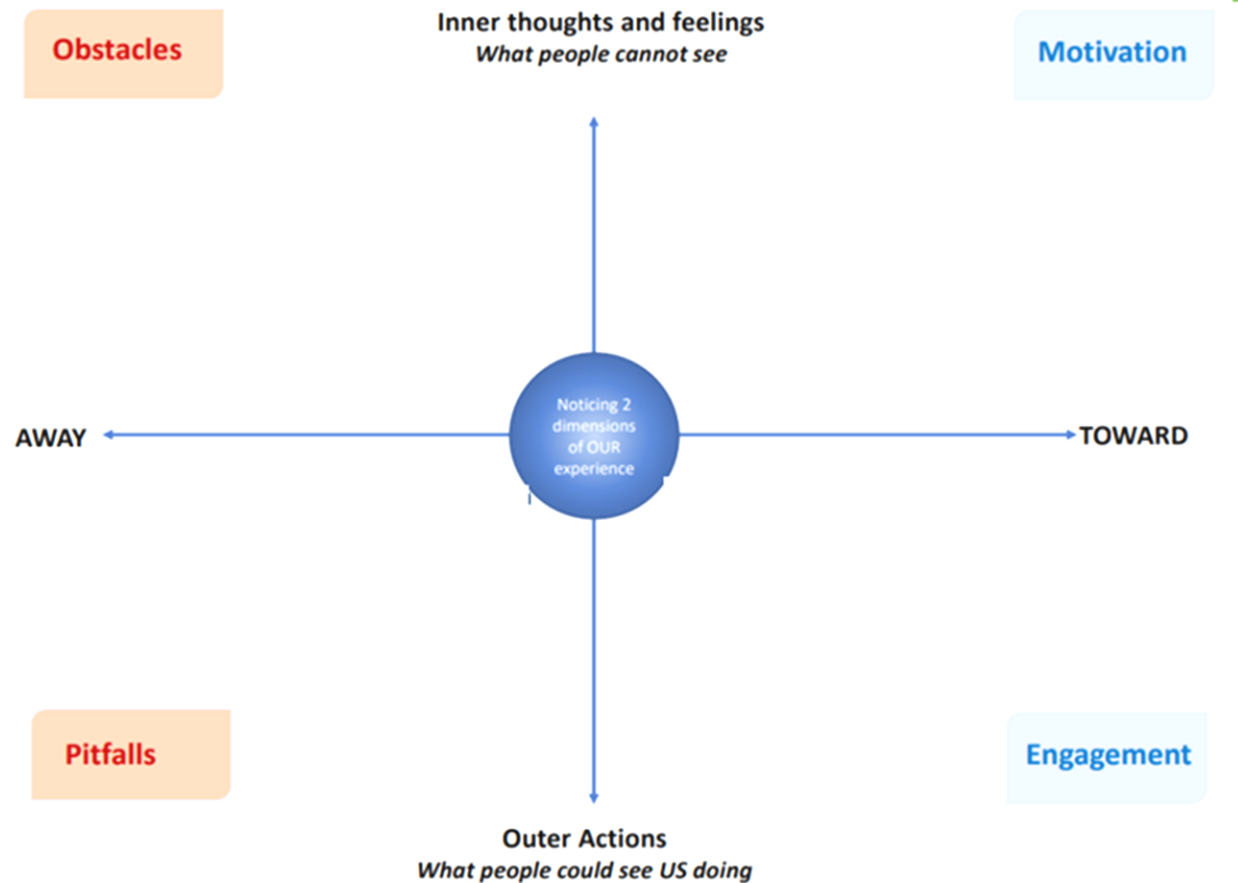 Inner thoughts and feelings
What people cannot see
Obstacles
Motivation
Noticing 2
dimensions
of OUR
experience
AWAY
TOWARD
Pitfalls
Engagement
Outer Actions
What people could see US doing